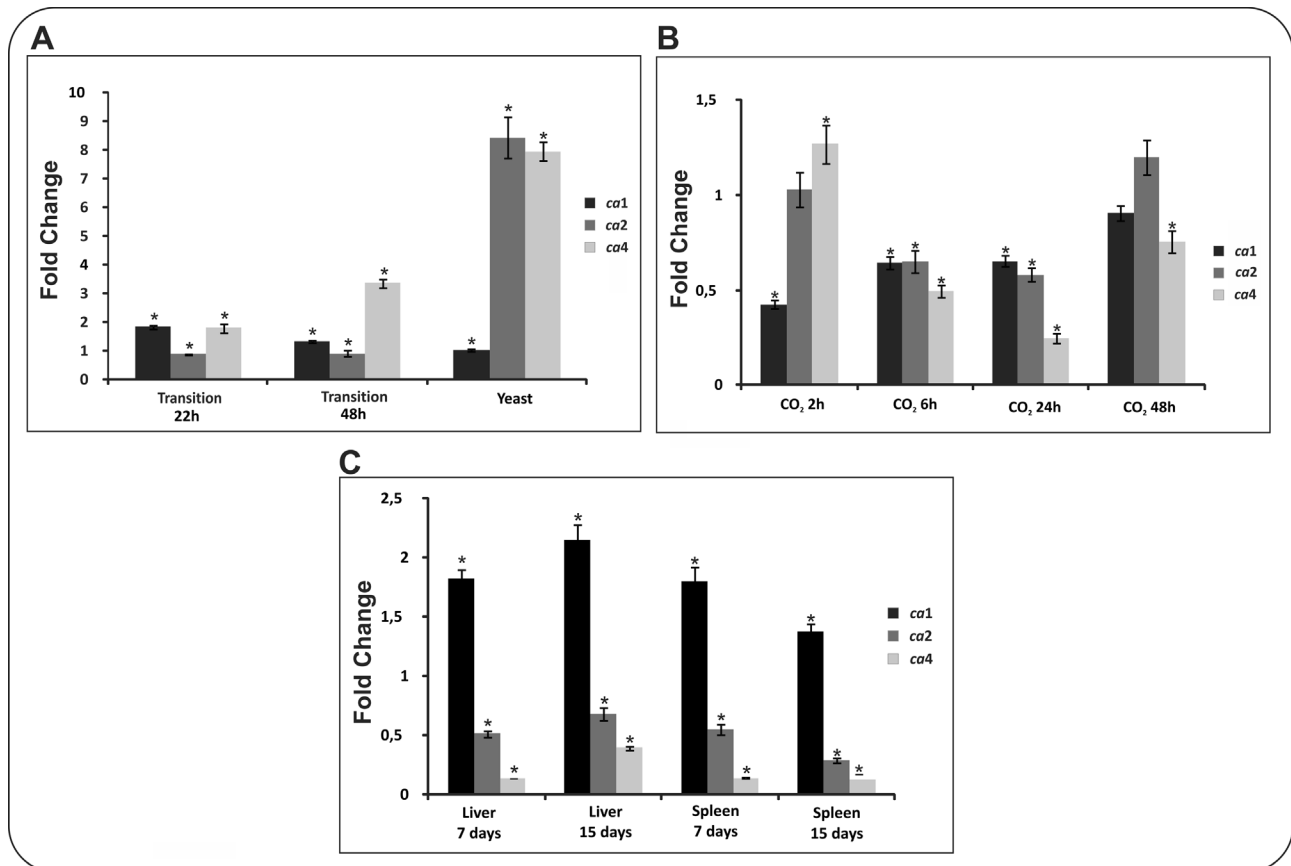 A
10
9
8
7
6
5
4
3
2
1
0
Fold Change
* * *
* * *
* * *
Transition
22h
Transition
48h
Yeast
ca1
ca2
ca4
B
1,5
1
0,5
0
Fold Change
* *
* * *
* * *
*
CO₂ 2h
CO₂ 6h
CO₂ 24h
CO₂ 48h
ca1
ca2
ca4
C
2,5
2
1,5
1
0,5
0
Fold Change
* * *
* * *
* * *
* * *
Liver
7 days
Liver
15 days
Spleen
7 days
Spleen
15 days
ca1
ca2
ca4